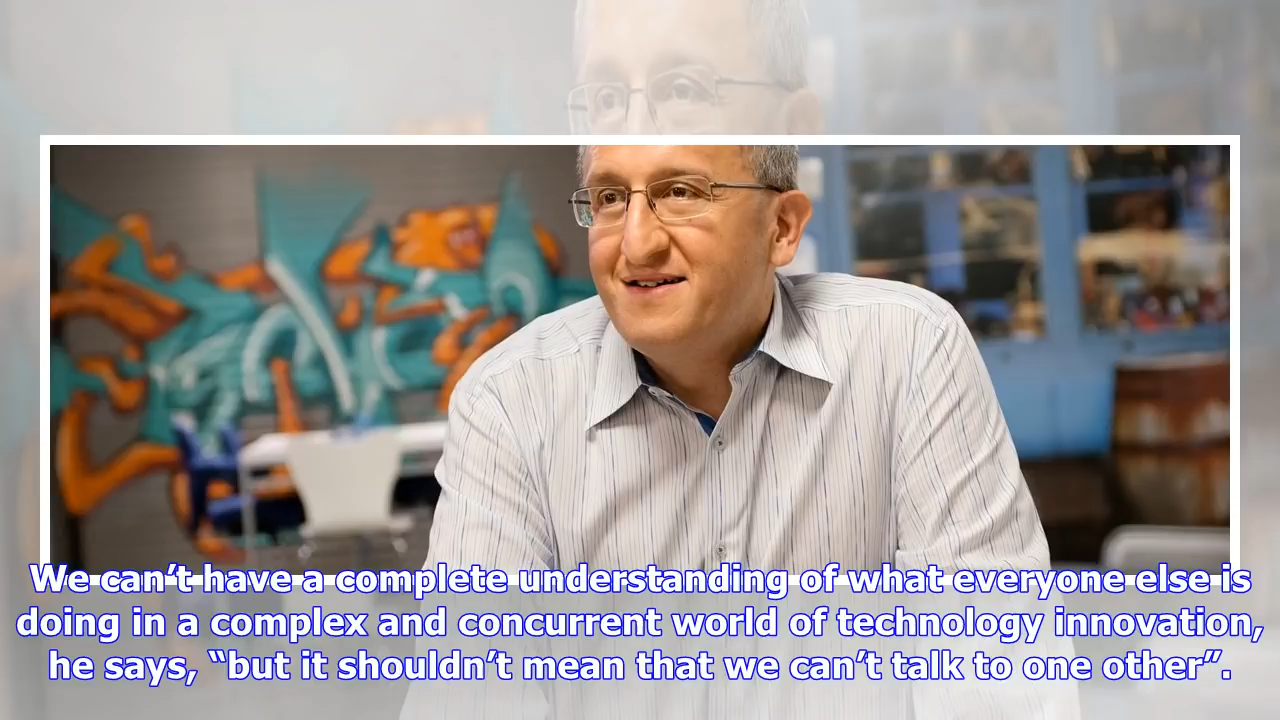 We can’t have a complete understanding of what everyone else is
doing in a complex and concurrent world of technology innovation,
he says, “but it shouldn’t mean that we can’t talk to one other”.